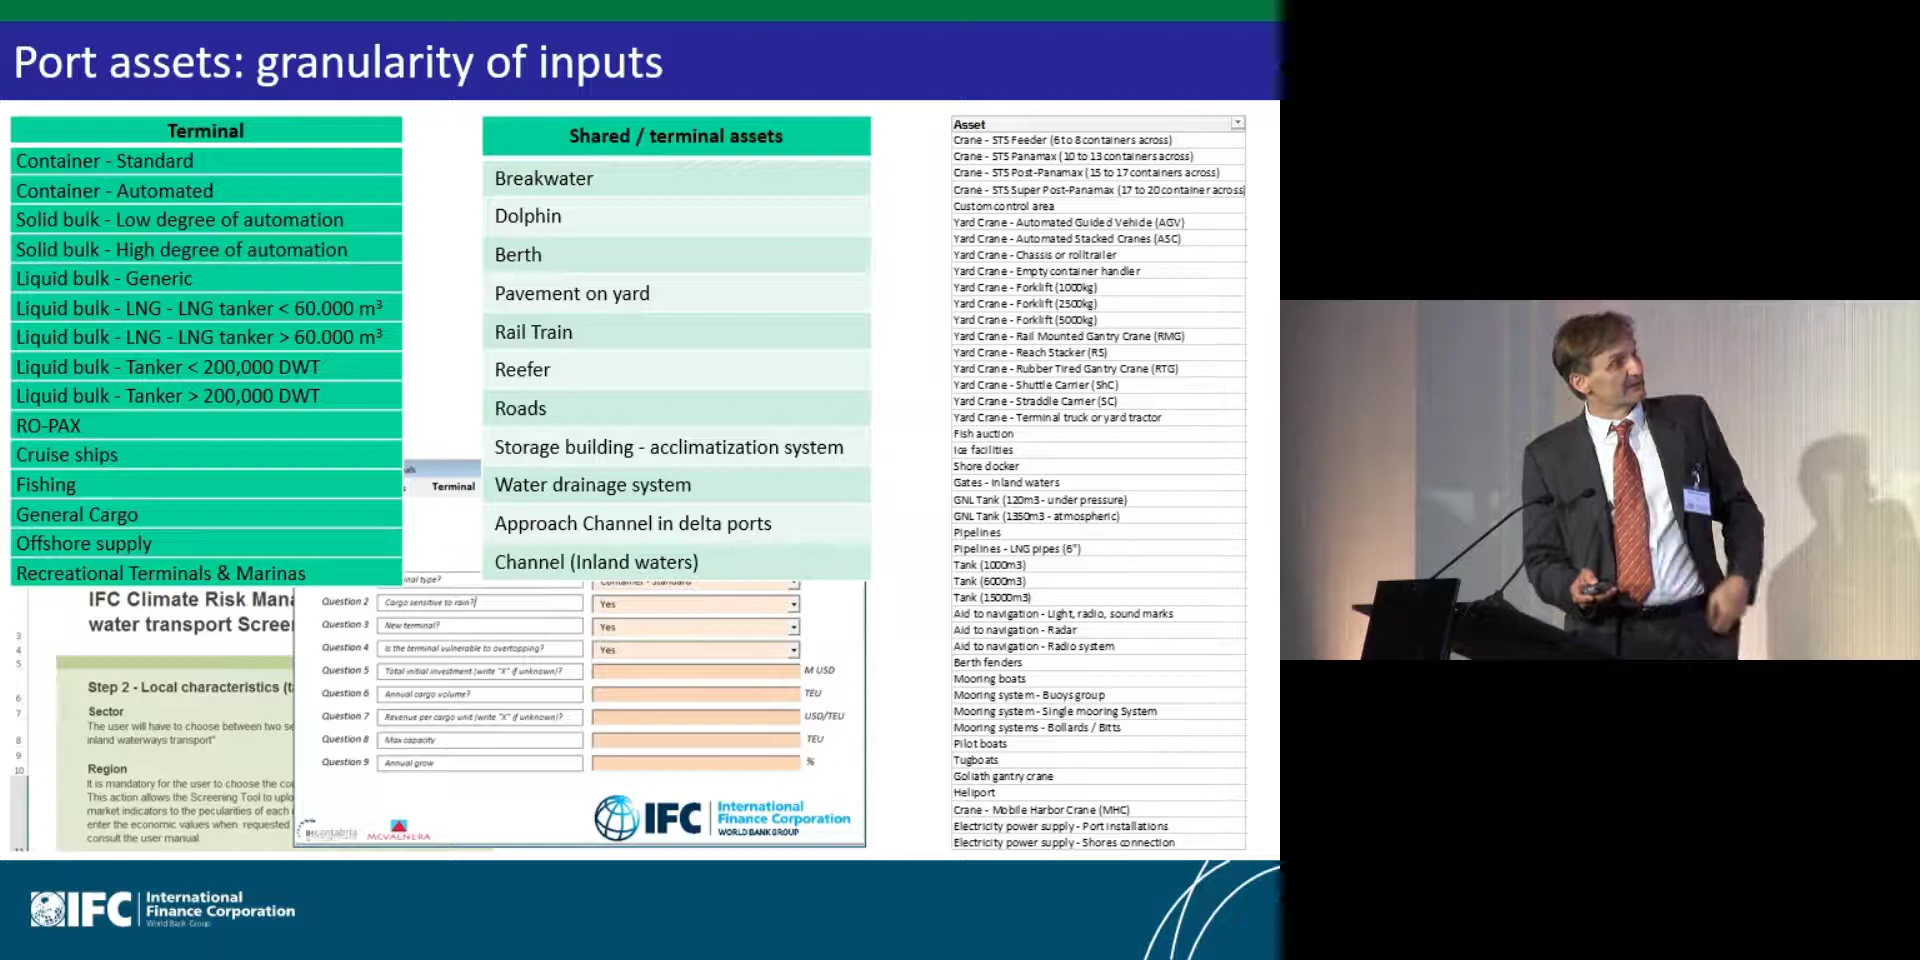 Port assets: granularity of inputs
Terminal
Container - Standard
Container - Automated
Solid bulk - Low degree of automation
Solid bulk - High degree of automation
Liquid bulk - Generic
Liquid bulk - LNG - LNG tanker < 60.000 m³
Liquid bulk - LNG - LNG tanker > 60.000 m³
Liquid bulk - Tanker < 200,000 DWT
Liquid bulk - Tanker > 200,000 DWT
RO-PAX
Cruise ships
Fishing
General Cargo
Offshore supply
Recreational Terminals & Marinas
Shared / terminal assets
Breakwater
Dolphin
Berth
Pavement on yard
Rail Train
Reefer
Roads
Storage building - acclimatization system
Water drainage system
Approach Channel in delta ports
Channel (Inland waters)
Asset
Crane - STS Feeder (6 to 8 containers across)
Crane - STS Panamax (10 to 13 containers across)
Crane - STS Post-Panamax (15 to 17 containers across)
Crane - STS Super Post-Panamax (17 to 20 container across)
Custom control area
Yard Crane - Automated Guided Vehicle (AGV)
Yard Crane - Automated Stacked Cranes (ASC)
Yard Crane - Chassis or rolltrailer
Yard Crane - Empty container handler
Yard Crane - Forklift (1000kg)
Yard Crane - Forklift (2500kg)
Yard Crane - Forklift (5000kg)
Yard Crane - Rail Mounted Gantry Crane (RMG)
Yard Crane - Reach Stacker (RS)
Yard Crane - Rubber Tired Gantry Crane (RTG)
Yard Crane - Shuttle Carrier (ShC)
Yard Crane - Straddle Carrier (SC)
Yard Crane - Terminal truck or yard tractor
Fish auction
Ice facilities
Shore docker
Gates - Inland waters
GNL Tank (120m3 - under pressure)
GNL Tank (1350m3 - atmospheric)
Pipelines
Pipelines - LNG pipes (6")
Tank (1000m3)
Tank (6000m3)
Tank (15000m3)
Aid to navigation - Light, radio, sound marks
Aid to navigation - Radar
Aid to navigation - Radio system
Berth fenders
Mooring boats
Mooring system - Buoys group
Mooring system - Single mooring System
Mooring systems - Bollards / Bitts
Pilot boats
Tugboats
Goliath gantry crane
Heliport
Crane - Mobile Harbor Crane (MHC)
Electricity power supply - Port installations
Electricity power supply - Shores connection
Terminal
inal type?
Container - Standard
Question 2 Cargo sensitive to rain? Yes
Question 3 New terminal? Yes
Question 4 Is the terminal vulnerable to overtopping? Yes
Question 5 Total initial investment (write "X" if unknown)? M USD
Question 6 Annual cargo volume? TEU
Question 7 Revenue per cargo unit (write "X" if unknown)? USD/TEU
Question 8 Max capacity TEU
Question 9 Annual grow %
IHcantabria
MCVALNERA
IFC
International
Finance Corporation
WORLD BANK GROUP
IFC Climate Risk Mana
water transport Scree
3
4
5
6
7
8
9
10
Step 2 - Local characteristics (t
Sector
The user will have to choose between two se
inland waterways transport"
Region
It is mandatory for the user to choose the co
This action allows the Screening Tool to uplo
market indicators to the pecularities of each
enter the economic values when requested
consult the user manual
IFC
International
Finance Corporation
World Bank Group